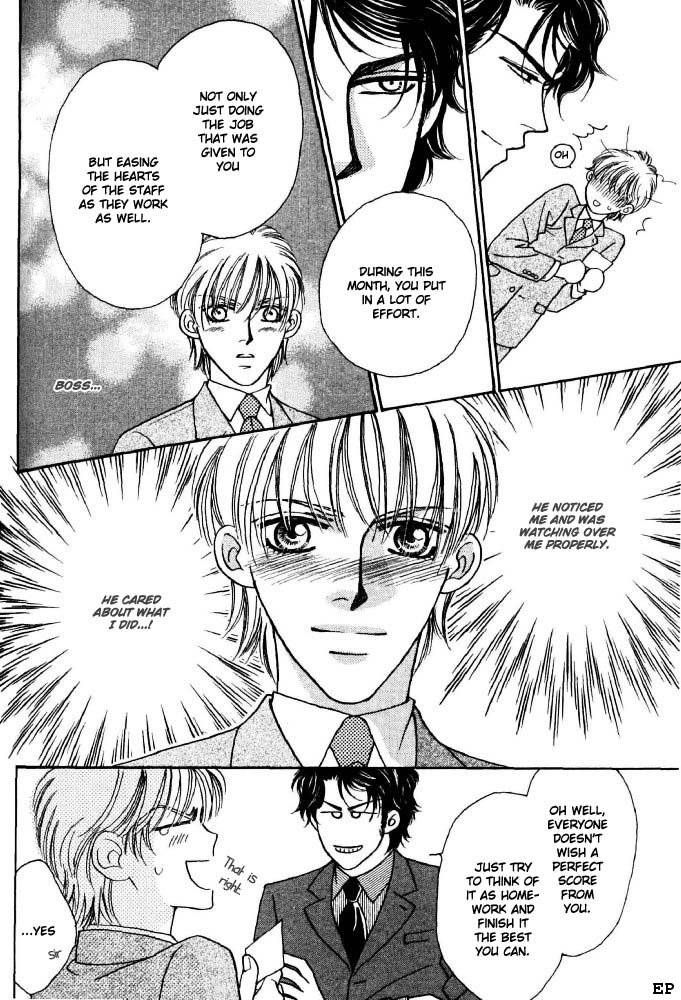 OH
DURING THIS
MONTH, YOU PUT
IN A LOT OF
EFFORT.
NOT ONLY
JUST DOING
THE JOB
THAT WAS
GIVEN TO
YOU
BUT EASING
THE HEARTS
OF THE STAFF
AS THEY WORK
AS WELL.
BOSS...
HE NOTICED
ME AND WAS
WATCHING OVER
ME PROPERLY.
HE CARED
ABOUT WHAT
I DID...!
OH WELL,
EVERYONE
DOESN'T
WISH A
PERFECT
SCORE
FROM
YOU.
JUST TRY
TO THINK OF
IT AS HOME-
WORK AND
FINISH IT
THE BEST
YOU CAN.
That is
right.
...YES
sir
EP